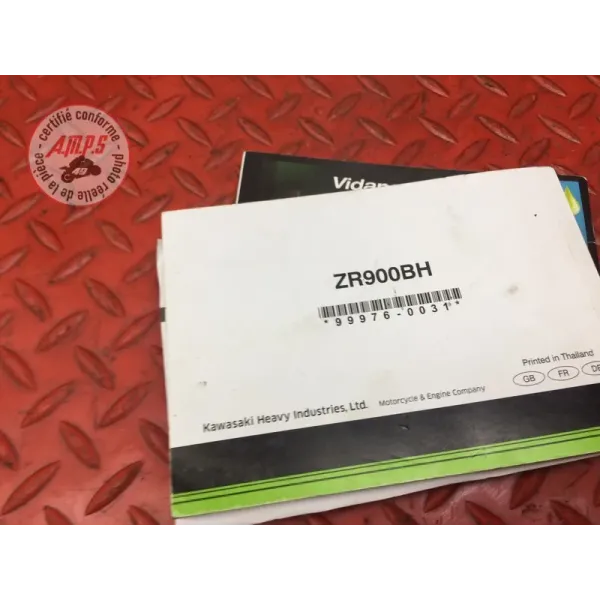 certifié conforme - photo réelle de la pièce -
A.M.P.S
ZR900BH
*99976-0031*
Printed in Thailand
GB FR DE
Kawasaki Heavy Industries, Ltd. Motorcycle & Engine Company